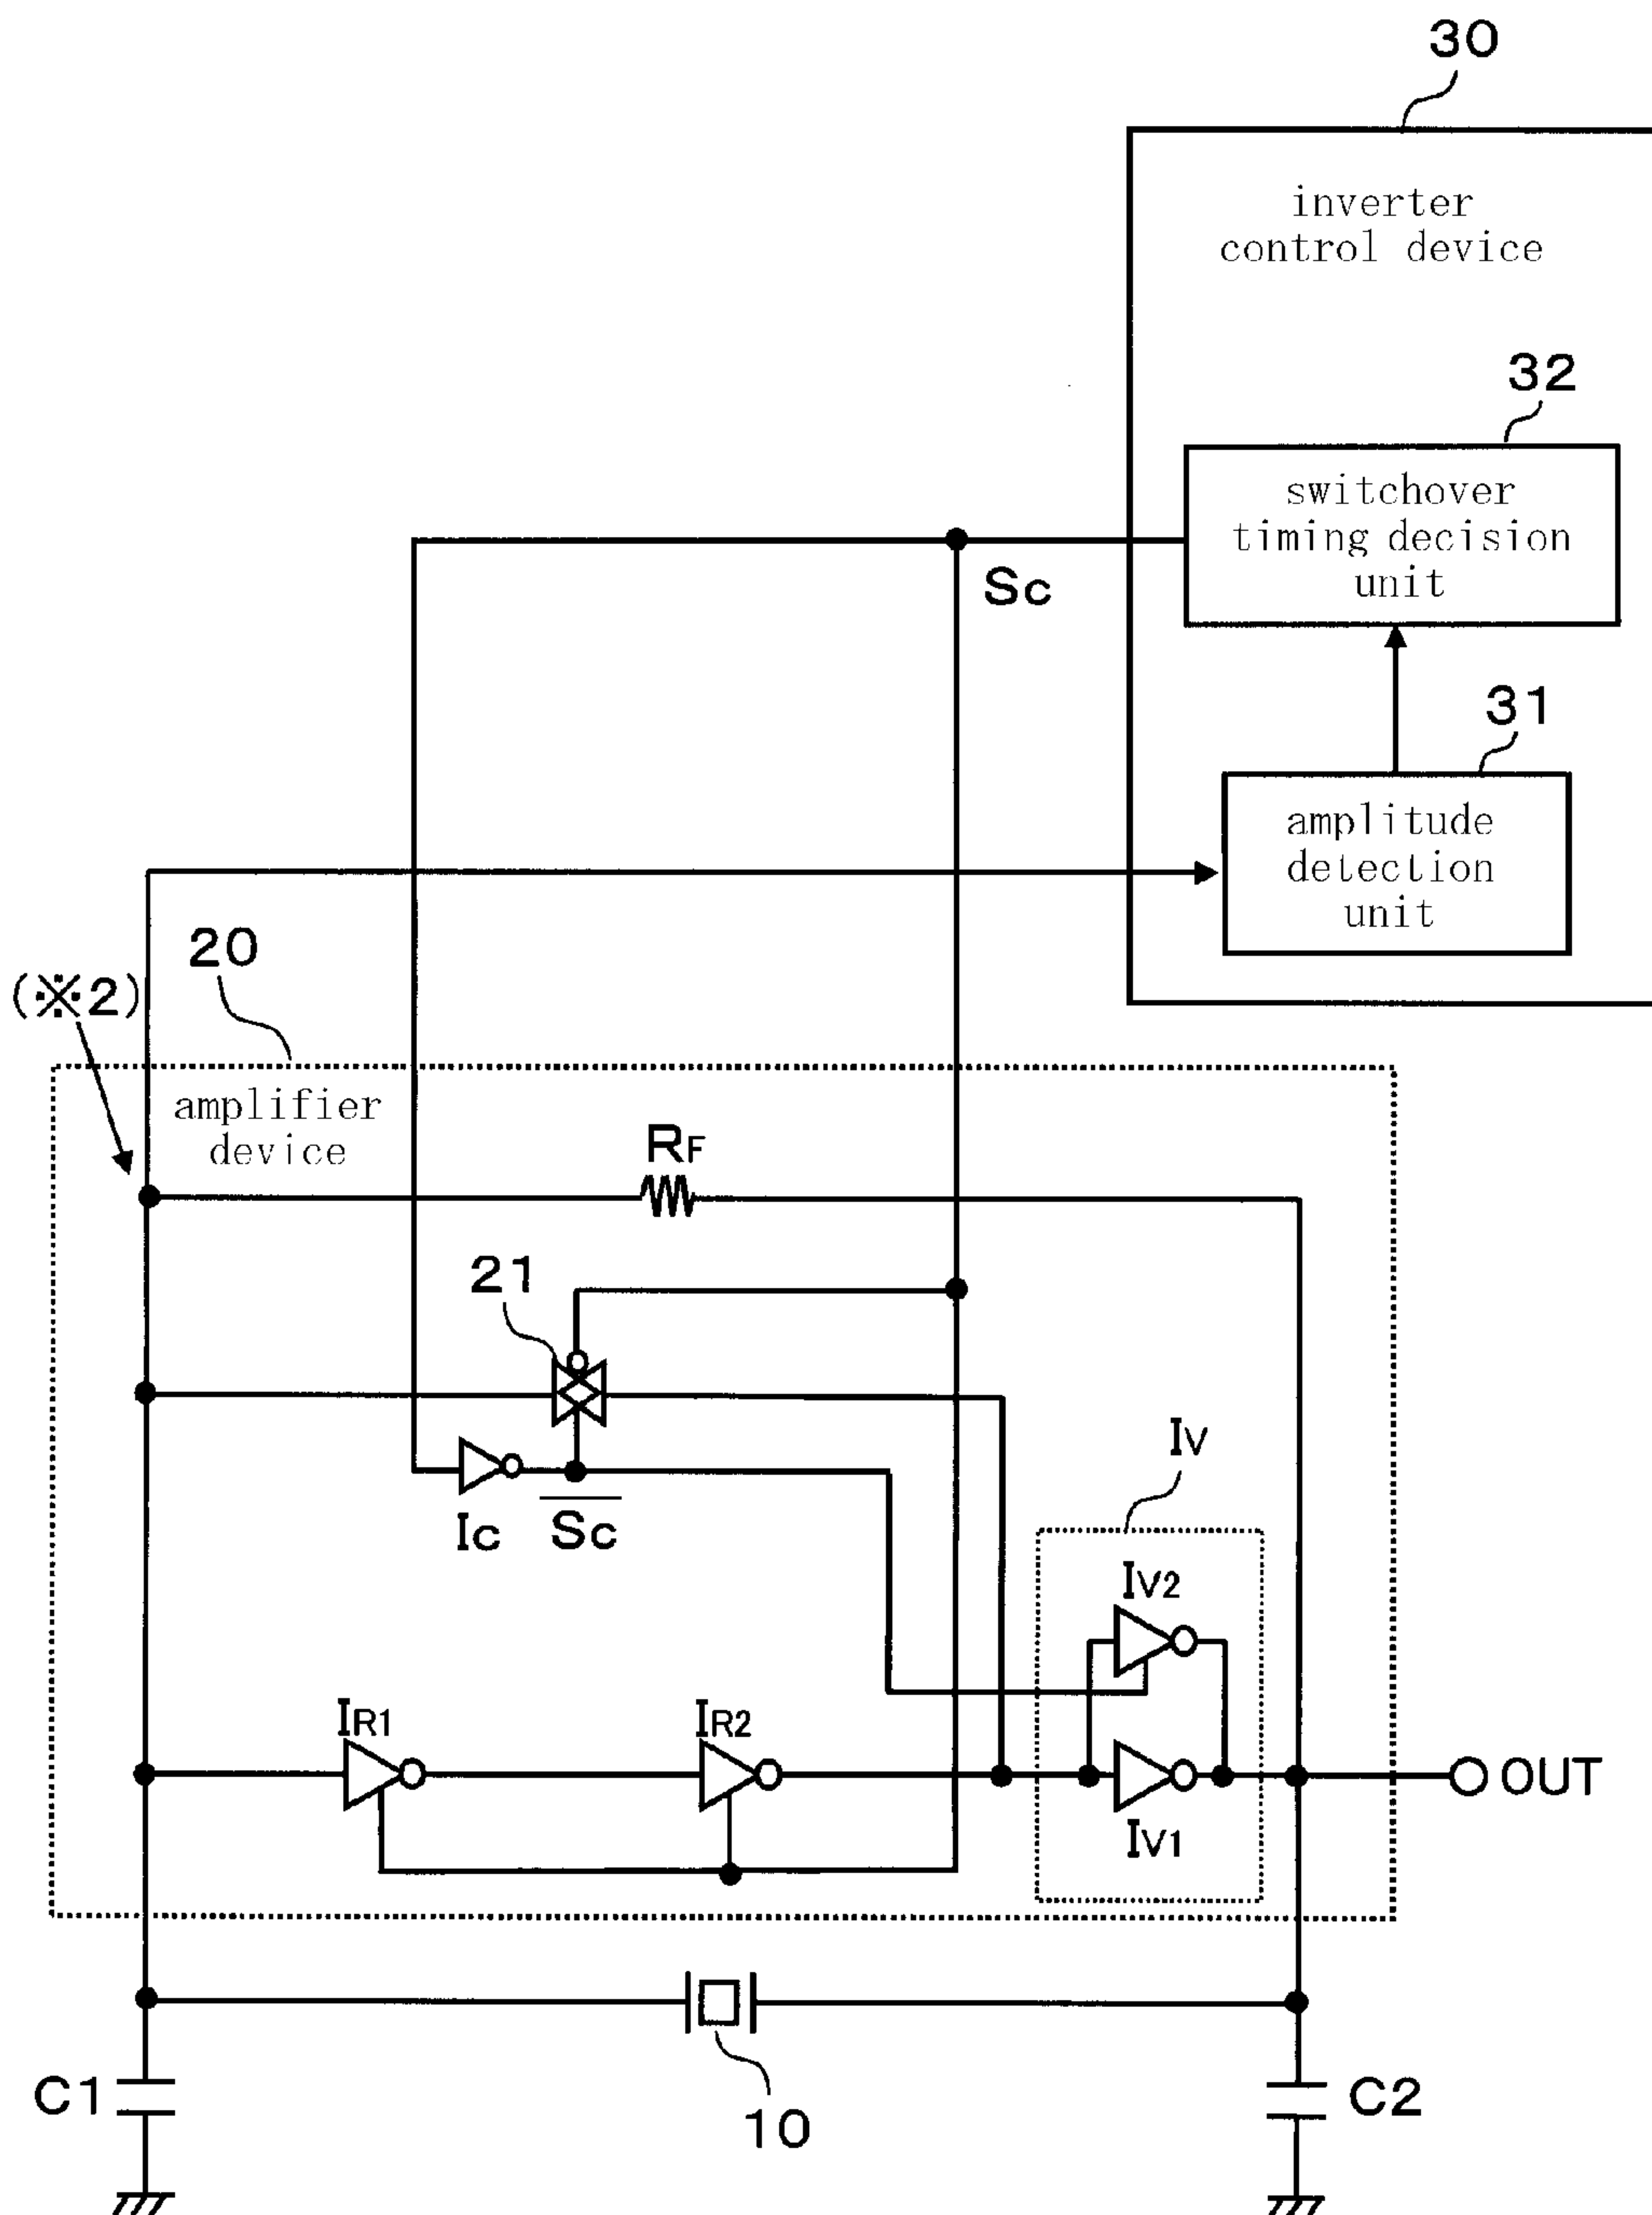 30
inverter
control device
32
switchover
timing decision
unit
Sc
31
amplitude
detection
unit
20
(※2)
amplifier
device
RF
21
IV
Ic
Sc
IV2
IR1
IR2
OUT
IV1
C1
10
C2